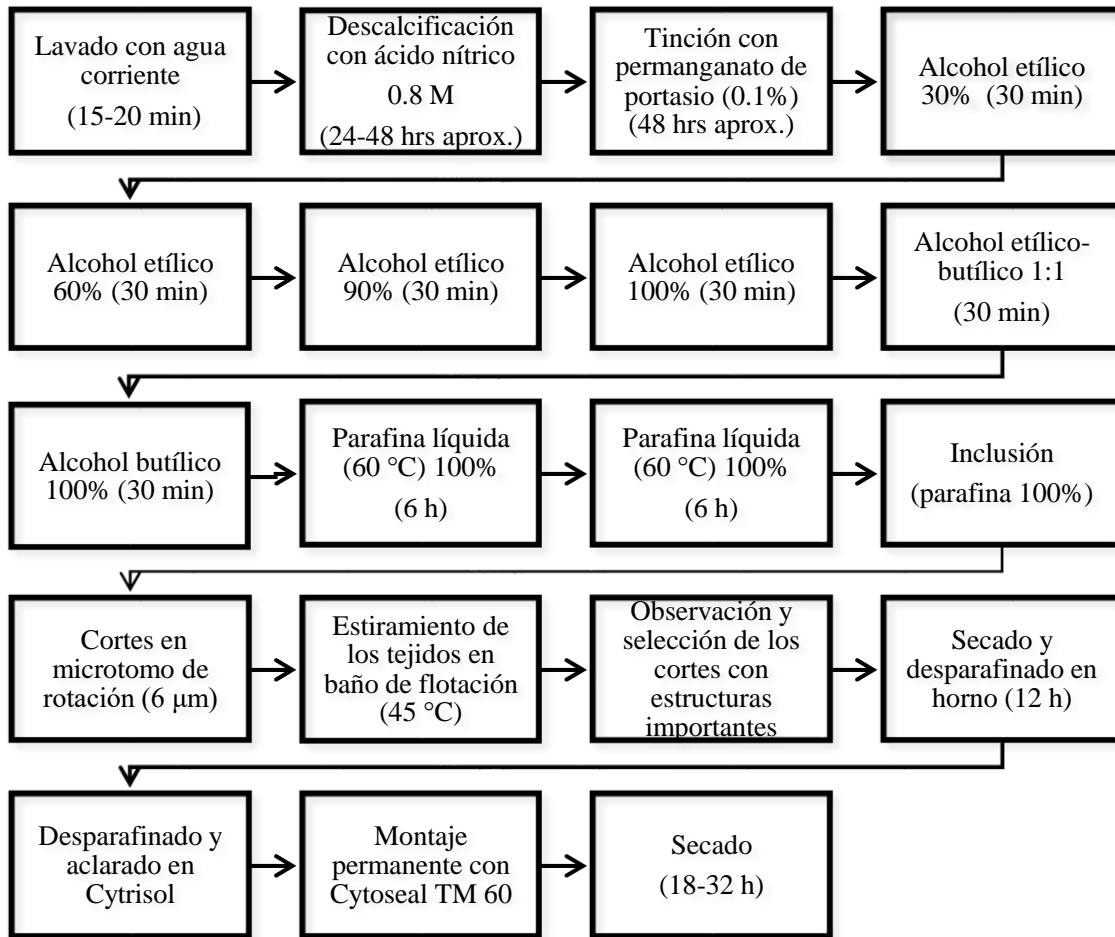 Lavado con agua
corriente
(15-20 min)
Descalcificación
con ácido nítrico
0.8 M
(24-48 hrs aprox.)
Tinción con
permanganato de
portasio (0.1%)
(48 hrs aprox.)
Alcohol etílico
30% (30 min)
Alcohol etílico
60% (30 min)
Alcohol etílico
90% (30 min)
Alcohol etílico
100% (30 min)
Alcohol etílico-
butílico 1:1
(30 min)
Alcohol butílico
100% (30 min)
Parafina líquida
(60 °C) 100%
(6 h)
Parafina líquida
(60 °C) 100%
(6 h)
Inclusión
(parafina 100%)
Cortes en
microtomo de
rotación (6 μm)
Estiramiento de
los tejidos en
baño de flotación
(45 °C)
Observación y
selección de los
cortes con
estructuras
importantes
Secado y
desparafinado en
horno (12 h)
Desparafinado y
aclarado en
Cytrisol
Montaje
permanente con
Cytoseal TM 60
Secado
(18-32 h)